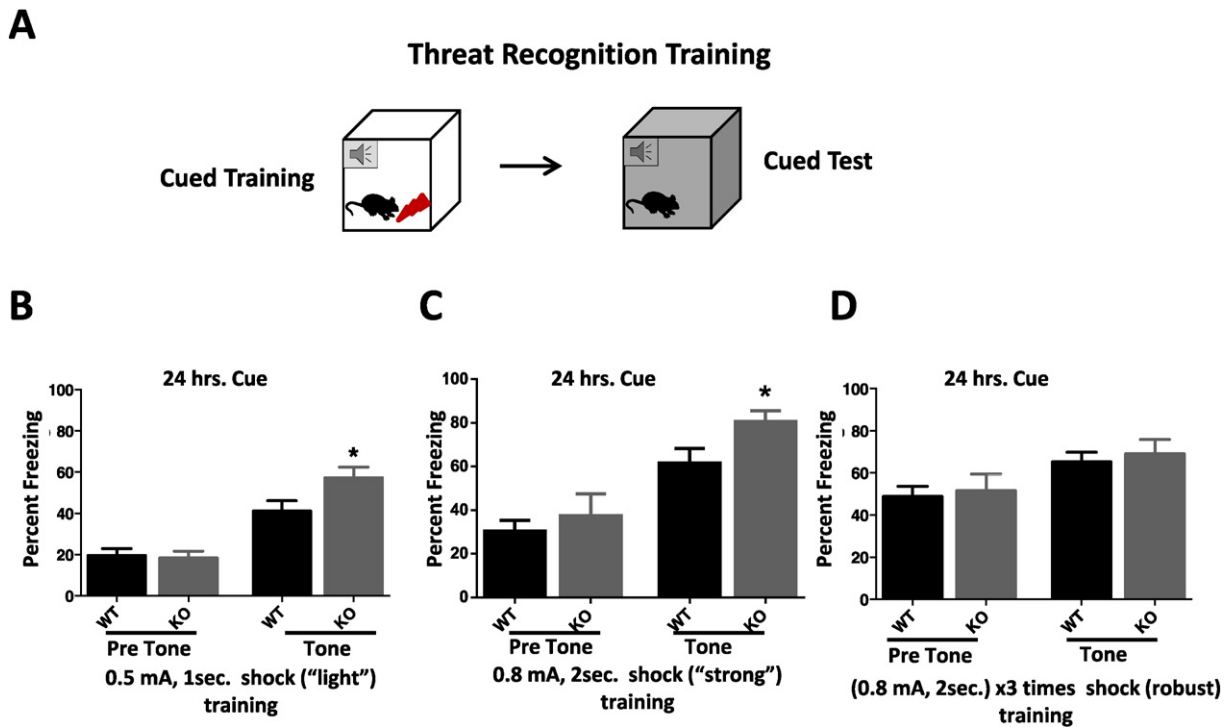 A
Threat Recognition Training
Cued Training
Cued Test
B
24 hrs. Cue
*
Percent Freezing
100
80
60
40
20
0
WT
KO
WT
KO
Pre Tone
Tone
0.5 mA, 1sec. shock (“light”)
training
C
24 hrs. Cue
*
Percent Freezing
100
80
60
40
20
0
WT
KO
WT
KO
Pre Tone
Tone
0.8 mA, 2sec. shock (“strong”)
training
D
24 hrs. Cue
Percent Freezing
100
80
60
40
20
0
WT
KO
WT
KO
Pre Tone
Tone
(0.8 mA, 2sec.) x3 times shock (robust)
training